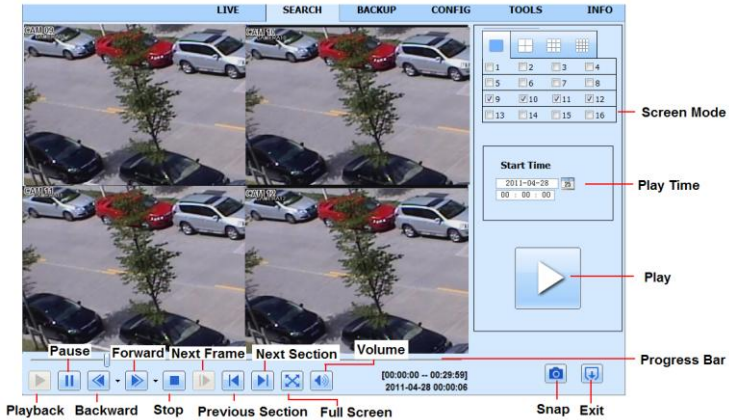 LIVE SEARCH BACKUP CONFIG TOOLS INFO
CAM 09 CAM 10
1 2 3 4
5 6 7 8
9 10 11 12
13 14 15 16
Screen Mode
Start Time
2011-04-28
00 : 00 : 00
Play Time
CAM 11 CAM 12
Play
Progress Bar
Pause Forward Next Frame Next Section Volume
[00:00:00 -- 00:29:59]
2011-04-28 00:00:06
Playback Backward Stop Previous Section Full Screen Snap Exit